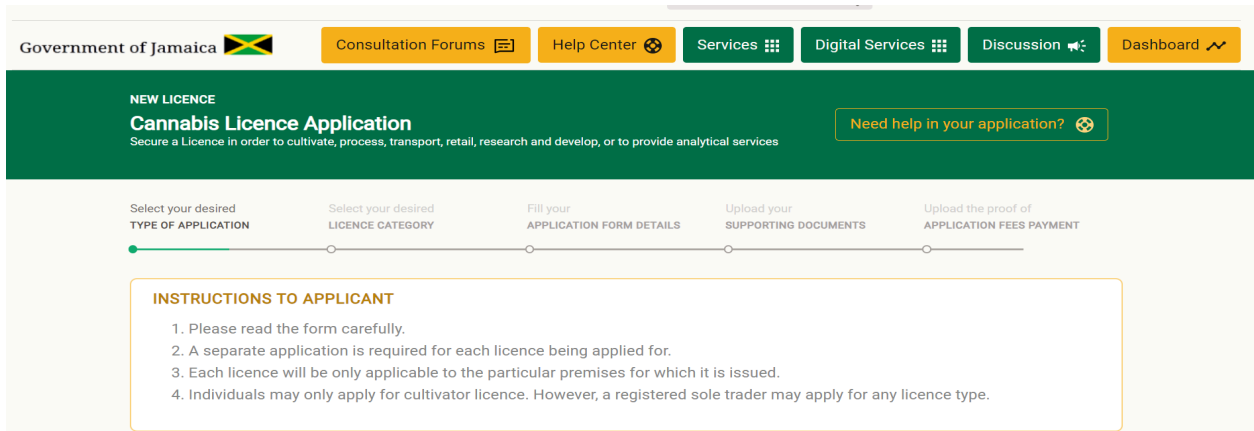 Government of Jamaica
Consultation Forums
Help Center
Services
Digital Services
Discussion
Dashboard
NEW LICENCE
Cannabis Licence Application
Secure a Licence in order to cultivate, process, transport, retail, research and develop, or to provide analytical services
Need help in your application?
Select your desired
TYPE OF APPLICATION
Select your desired
LICENCE CATEGORY
Fill your
APPLICATION FORM DETAILS
Upload your
SUPPORTING DOCUMENTS
Upload the proof of
APPLICATION FEES PAYMENT
INSTRUCTIONS TO APPLICANT
1. Please read the form carefully.
2. A separate application is required for each licence being applied for.
3. Each licence will be only applicable to the particular premises for which it is issued.
4. Individuals may only apply for cultivator licence. However, a registered sole trader may apply for any licence type.